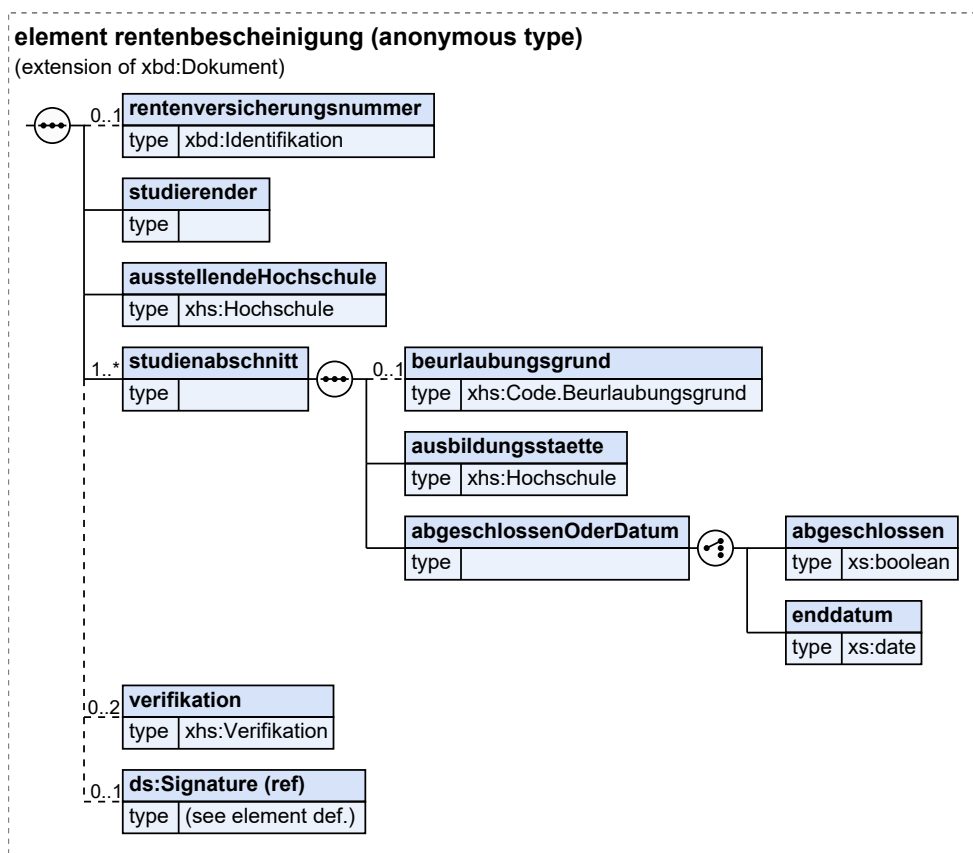 element rentenbescheinigung (anonymous type)
(extension of xbd:Dokument)
0..1
rentenversicherungsnummer
type xbd:Identifikation
studierender
type
ausstellendeHochschule
type xhs:Hochschule
1..*
studienabschnitt
type
0..1
beurlaubungsgrund
type xhs:Code.Beurlaubungsgrund
ausbildungsstaette
type xhs:Hochschule
abgeschlossenOderDatum
type
abgeschlossen
type xs:boolean
enddatum
type xs:date
0..2
verifikation
type xhs:Verifikation
0..1
ds:Signature (ref)
type (see element def.)